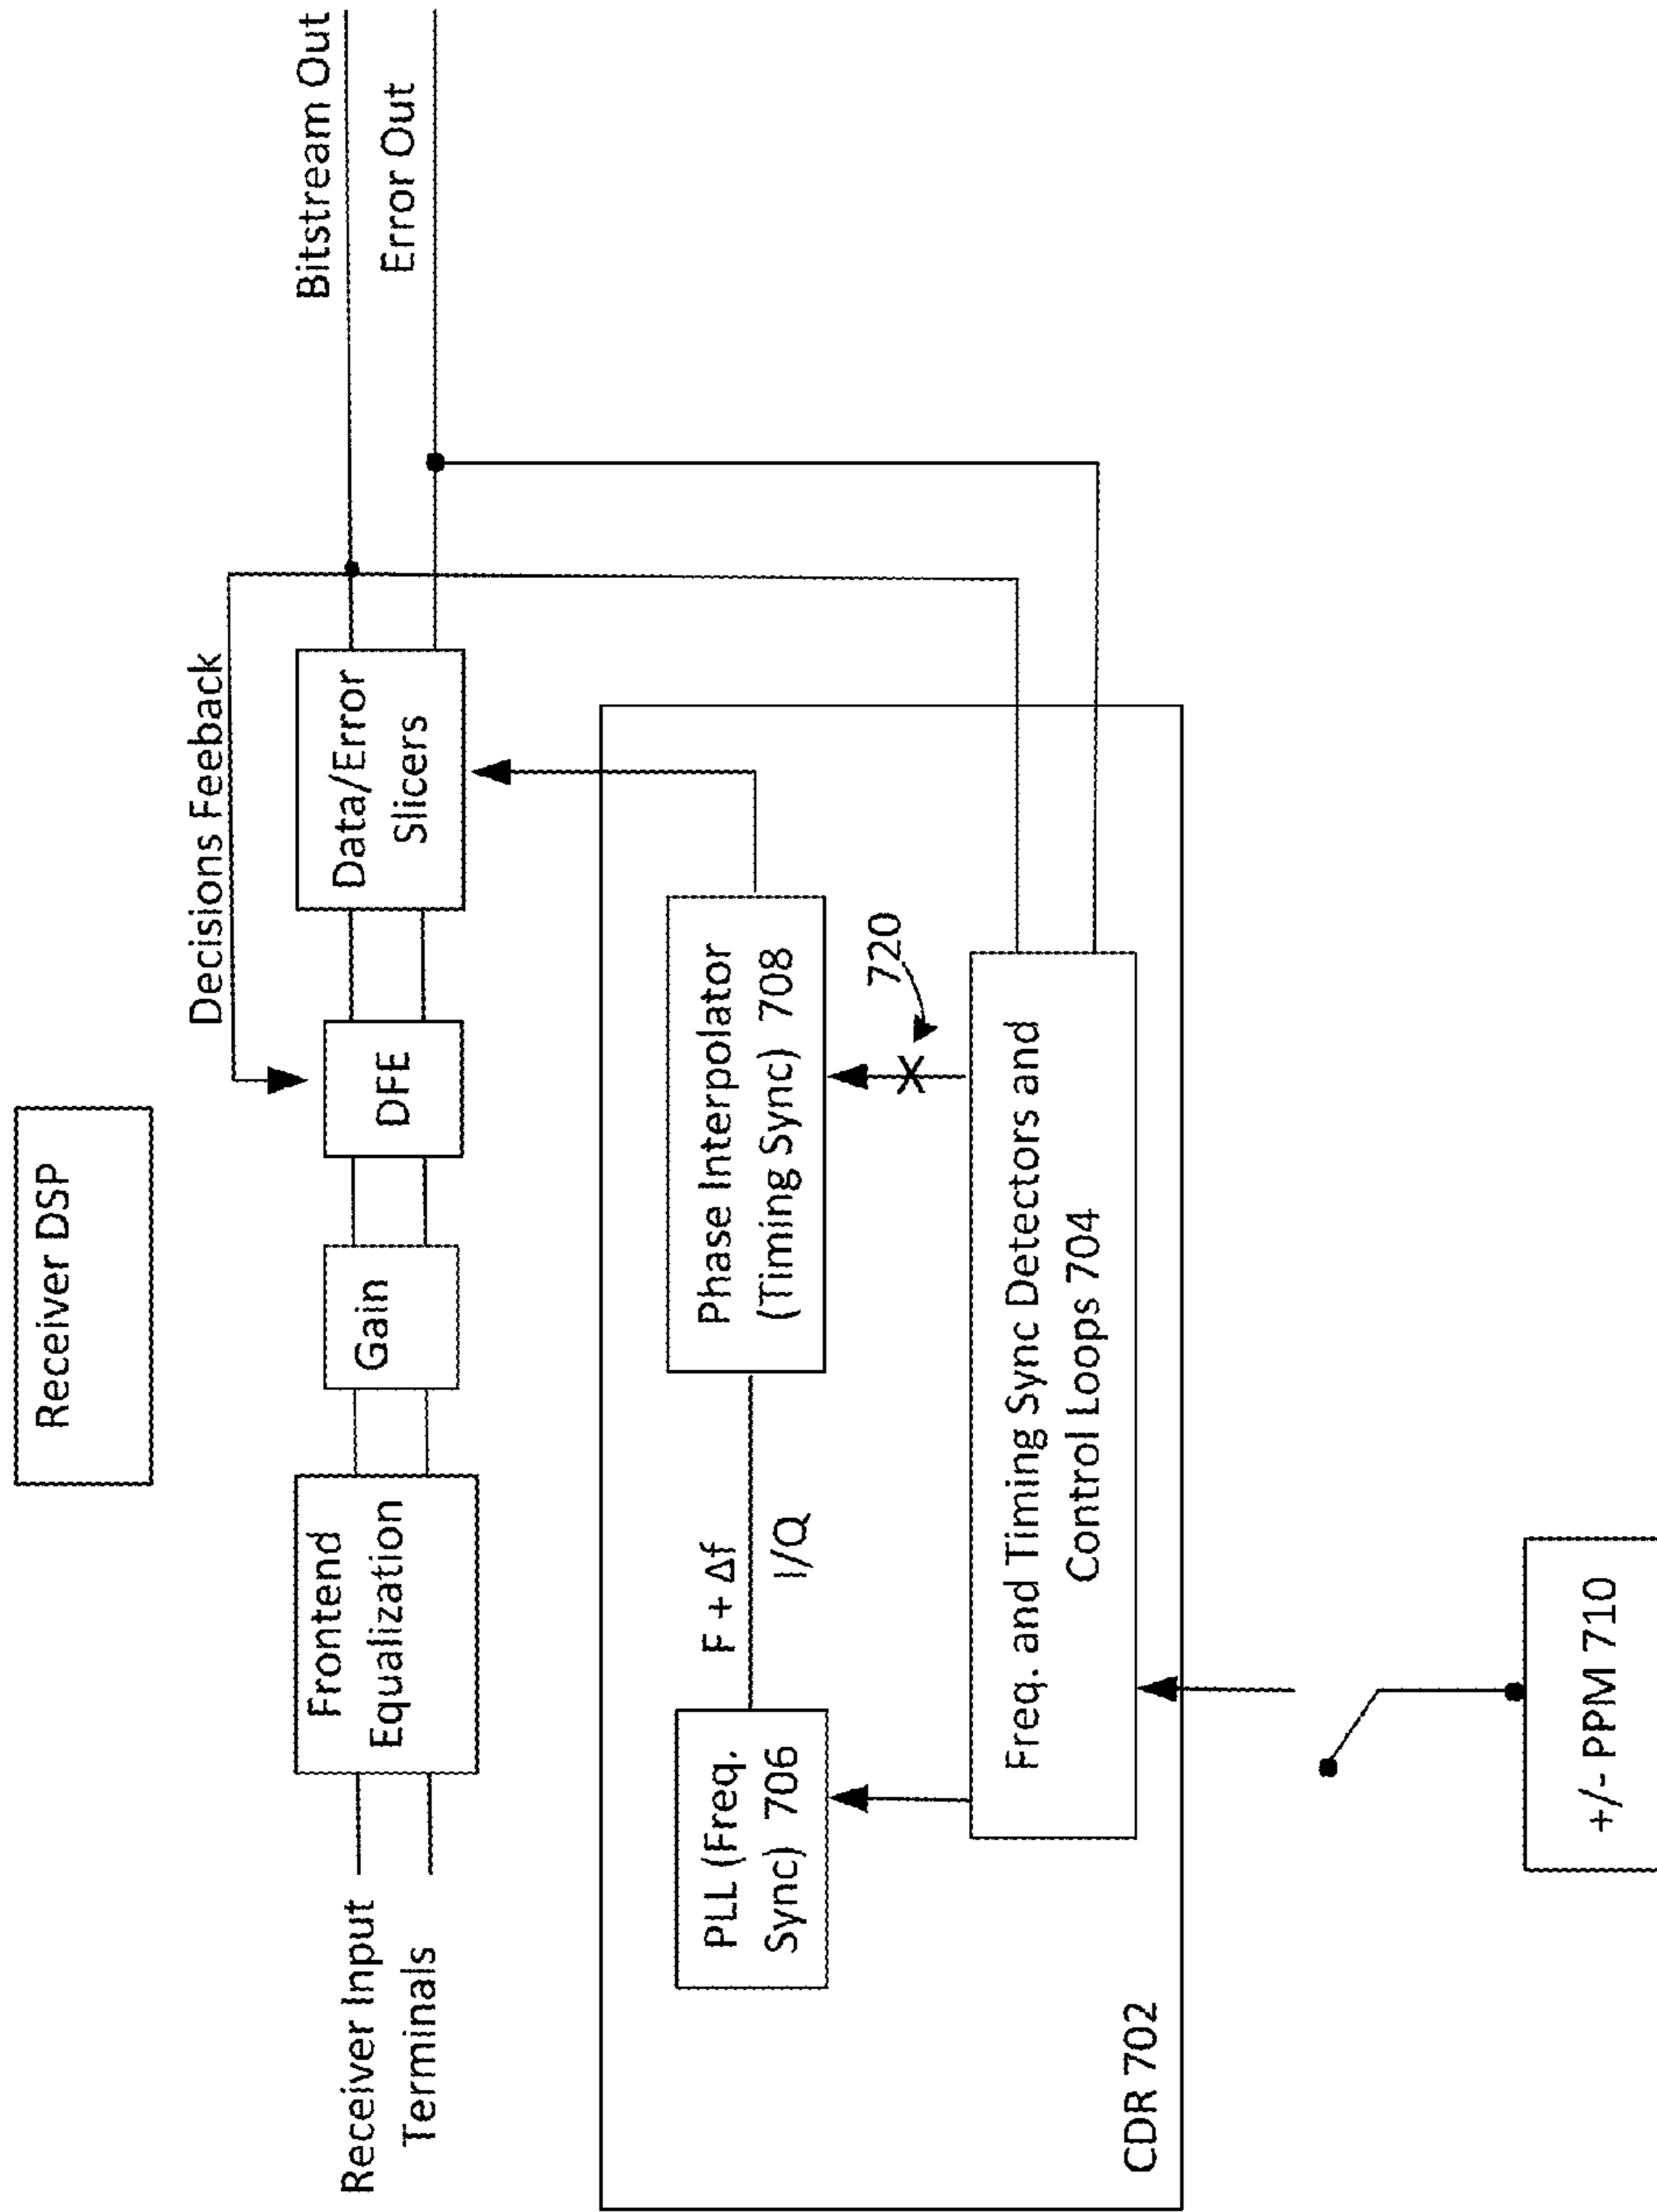 Receiver DSP
Decisions Feeback
Bitstream Out
Error Out
Receiver Input
Terminals
Frontend
Equalization
Gain
DFE
Data/Error
Slicers
PLL (Freq.
Sync) 706
F + Δf
I/Q
Phase Interpolator
(Timing Sync) 708
720
Freq. and Timing Sync Detectors and
Control Loops 704
CDR 702
+/- PPM 710